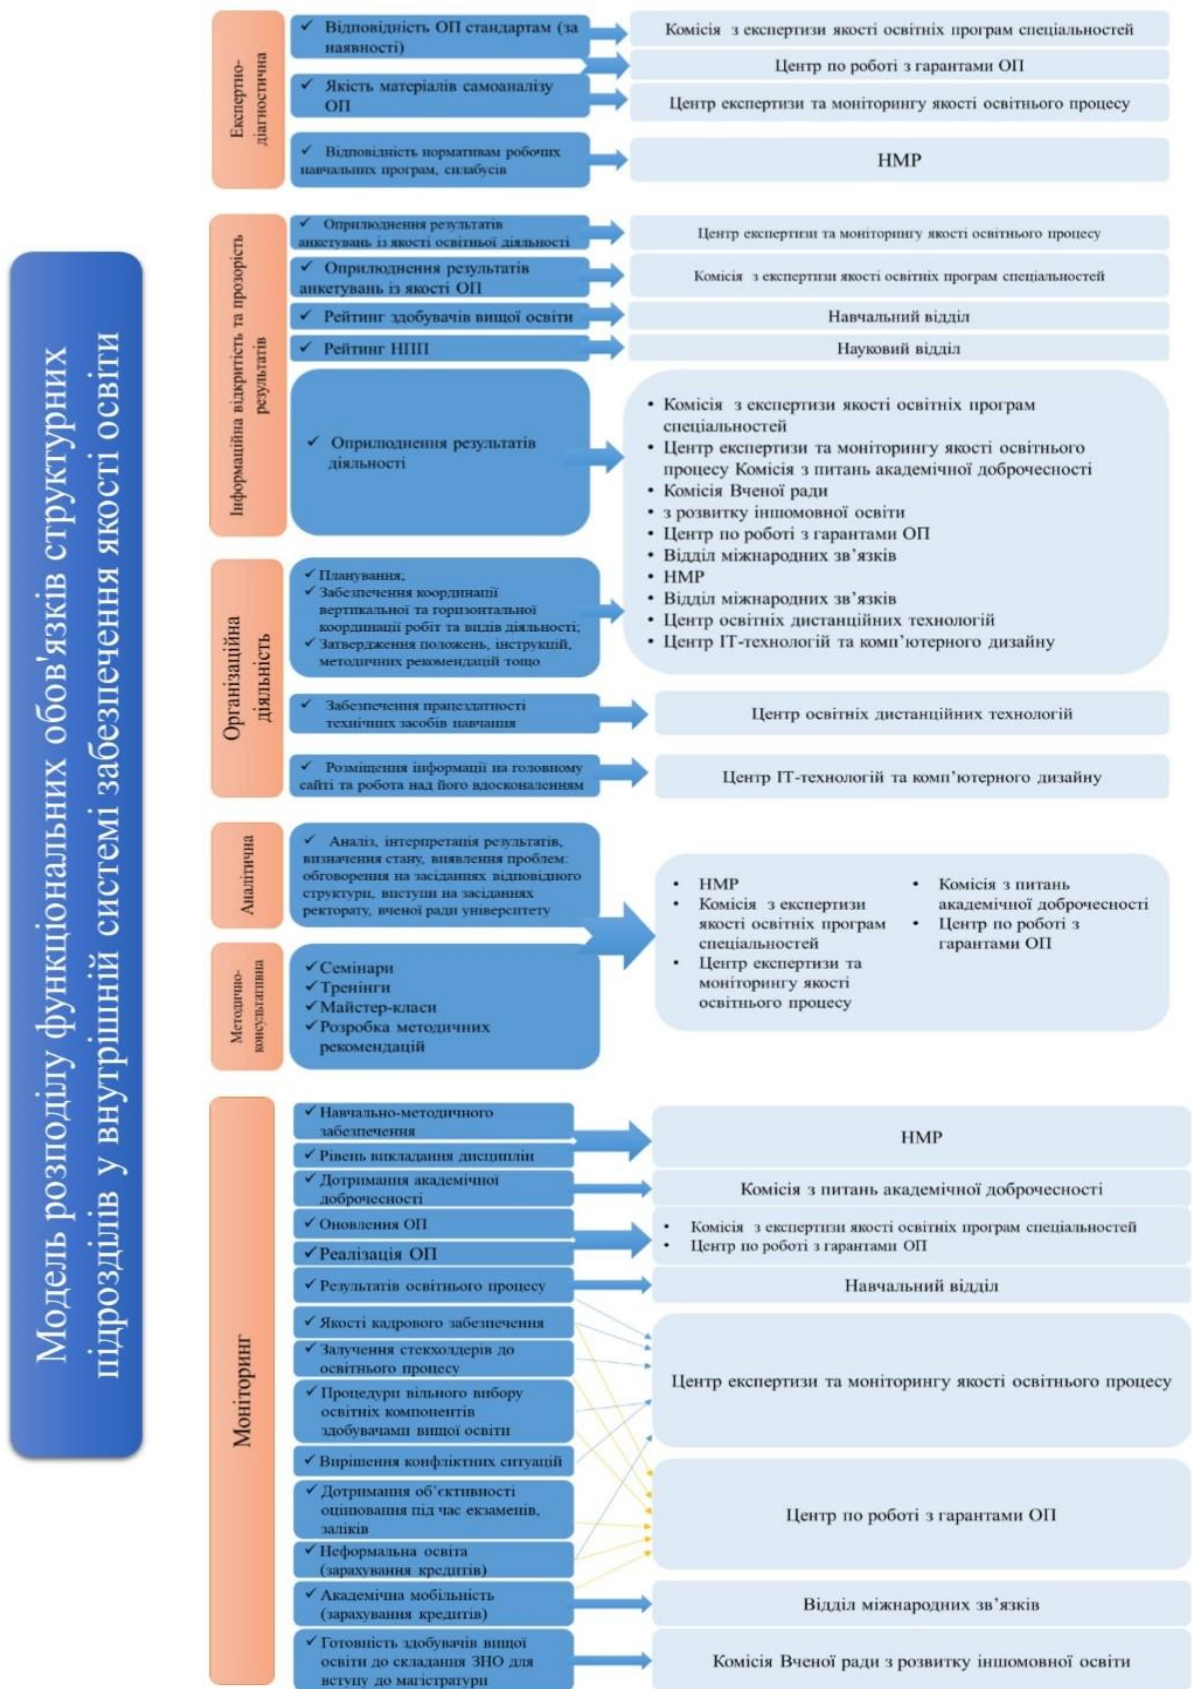 Модель розподілу функціональних обов'язків структурних
підрозділів у внутрішній системі забезпечення якості освіти
Експертно-
діагностична
✓ Відповідність ОП стандартам (за
наявності)
✓ Якість матеріалів самоаналізу
ОП
✓ Відповідність нормативам робочих
навчальних програм, силабусів
Комісія з експертизи якості освітніх програм спеціальностей
Центр по роботі з гарантами ОП
Центр експертизи та моніторингу якості освітнього процесу
НМР
Інформаційна відкритість та прозорість
результатів
✓ Оприлюднення результатів
анкетувань із якості освітньої діяльності
Центр експертизи та моніторингу якості освітнього процесу
✓ Оприлюднення результатів
анкетувань із якості ОП
Комісія з експертизи якості освітніх програм спеціальностей
✓ Рейтинг здобувачів вищої освіти
Навчальний відділ
✓ Рейтинг НПП
Науковий відділ
✓ Оприлюднення результатів
діяльності
• Комісія з експертизи якості освітніх програм
спеціальностей
• Центр експертизи та моніторингу якості освітнього
процесу Комісія з питань академічної доброчесності
• Комісія Вченої ради
• з розвитку іншомовної освіти
• Центр по роботі з гарантами ОП
• Відділ міжнародних зв’язків
• НМР
• Відділ міжнародних зв’язків
• Центр освітніх дистанційних технологій
• Центр ІТ-технологій та комп’ютерного дизайну
Організаційна
діяльність
✓ Планування;
✓ Забезпечення координації
вертикальної та горизонтальної
координації робіт та видів діяльності;
✓ Затвердження положень, інструкцій,
методичних рекомендацій тощо
✓ Забезпечення працездатності
технічних засобів навчання
Центр освітніх дистанційних технологій
✓ Розміщення інформації на головному
сайті та робота над його вдосконаленням
Центр ІТ-технологій та комп’ютерного дизайну
Аналітична
✓ Аналіз, інтерпретація результатів,
визначення стану, виявлення проблем:
обговорення на засіданнях відповідного
структури, виступи на засіданнях
ректорату, вченої ради університету
Методично-
консультативна
✓ Семінари
✓ Тренінги
✓ Майстер-класи
✓ Розробка методичних
рекомендацій
• НМР
• Комісія з експертизи
якості освітніх програм
спеціальностей
• Центр експертизи та
моніторингу якості
освітнього процесу
• Комісія з питань
академічної доброчесності
• Центр по роботі з
гарантами ОП
Моніторинг
✓ Навчально-методичного
забезпечення
✓ Рівень викладання дисциплін
НМР
✓ Дотримання академічної
доброчесності
Комісія з питань академічної доброчесності
✓ Оновлення ОП
✓ Реалізація ОП
• Комісія з експертизи якості освітніх програм спеціальностей
• Центр по роботі з гарантами ОП
✓ Результатів освітнього процесу
Навчальний відділ
✓ Якості кадрового забезпечення
✓ Залучення стекхолдерів до
освітнього процесу
✓ Процедури вільного вибору
освітніх компонентів
здобувачами вищої освіти
✓ Вирішення конфліктних ситуацій
Центр експертизи та моніторингу якості освітнього процесу
✓ Дотримання об’єктивності
оцінювання під час екзаменів,
заліків
✓ Неформальна освіта
(зарахування кредитів)
Центр по роботі з гарантами ОП
✓ Академічна мобільність
(зарахування кредитів)
Відділ міжнародних зв’язків
✓ Готовність здобувачів вищої
освіти до складання ЗНО для
вступу до магістратури
Комісія Вченої ради з розвитку іншомовної освіти